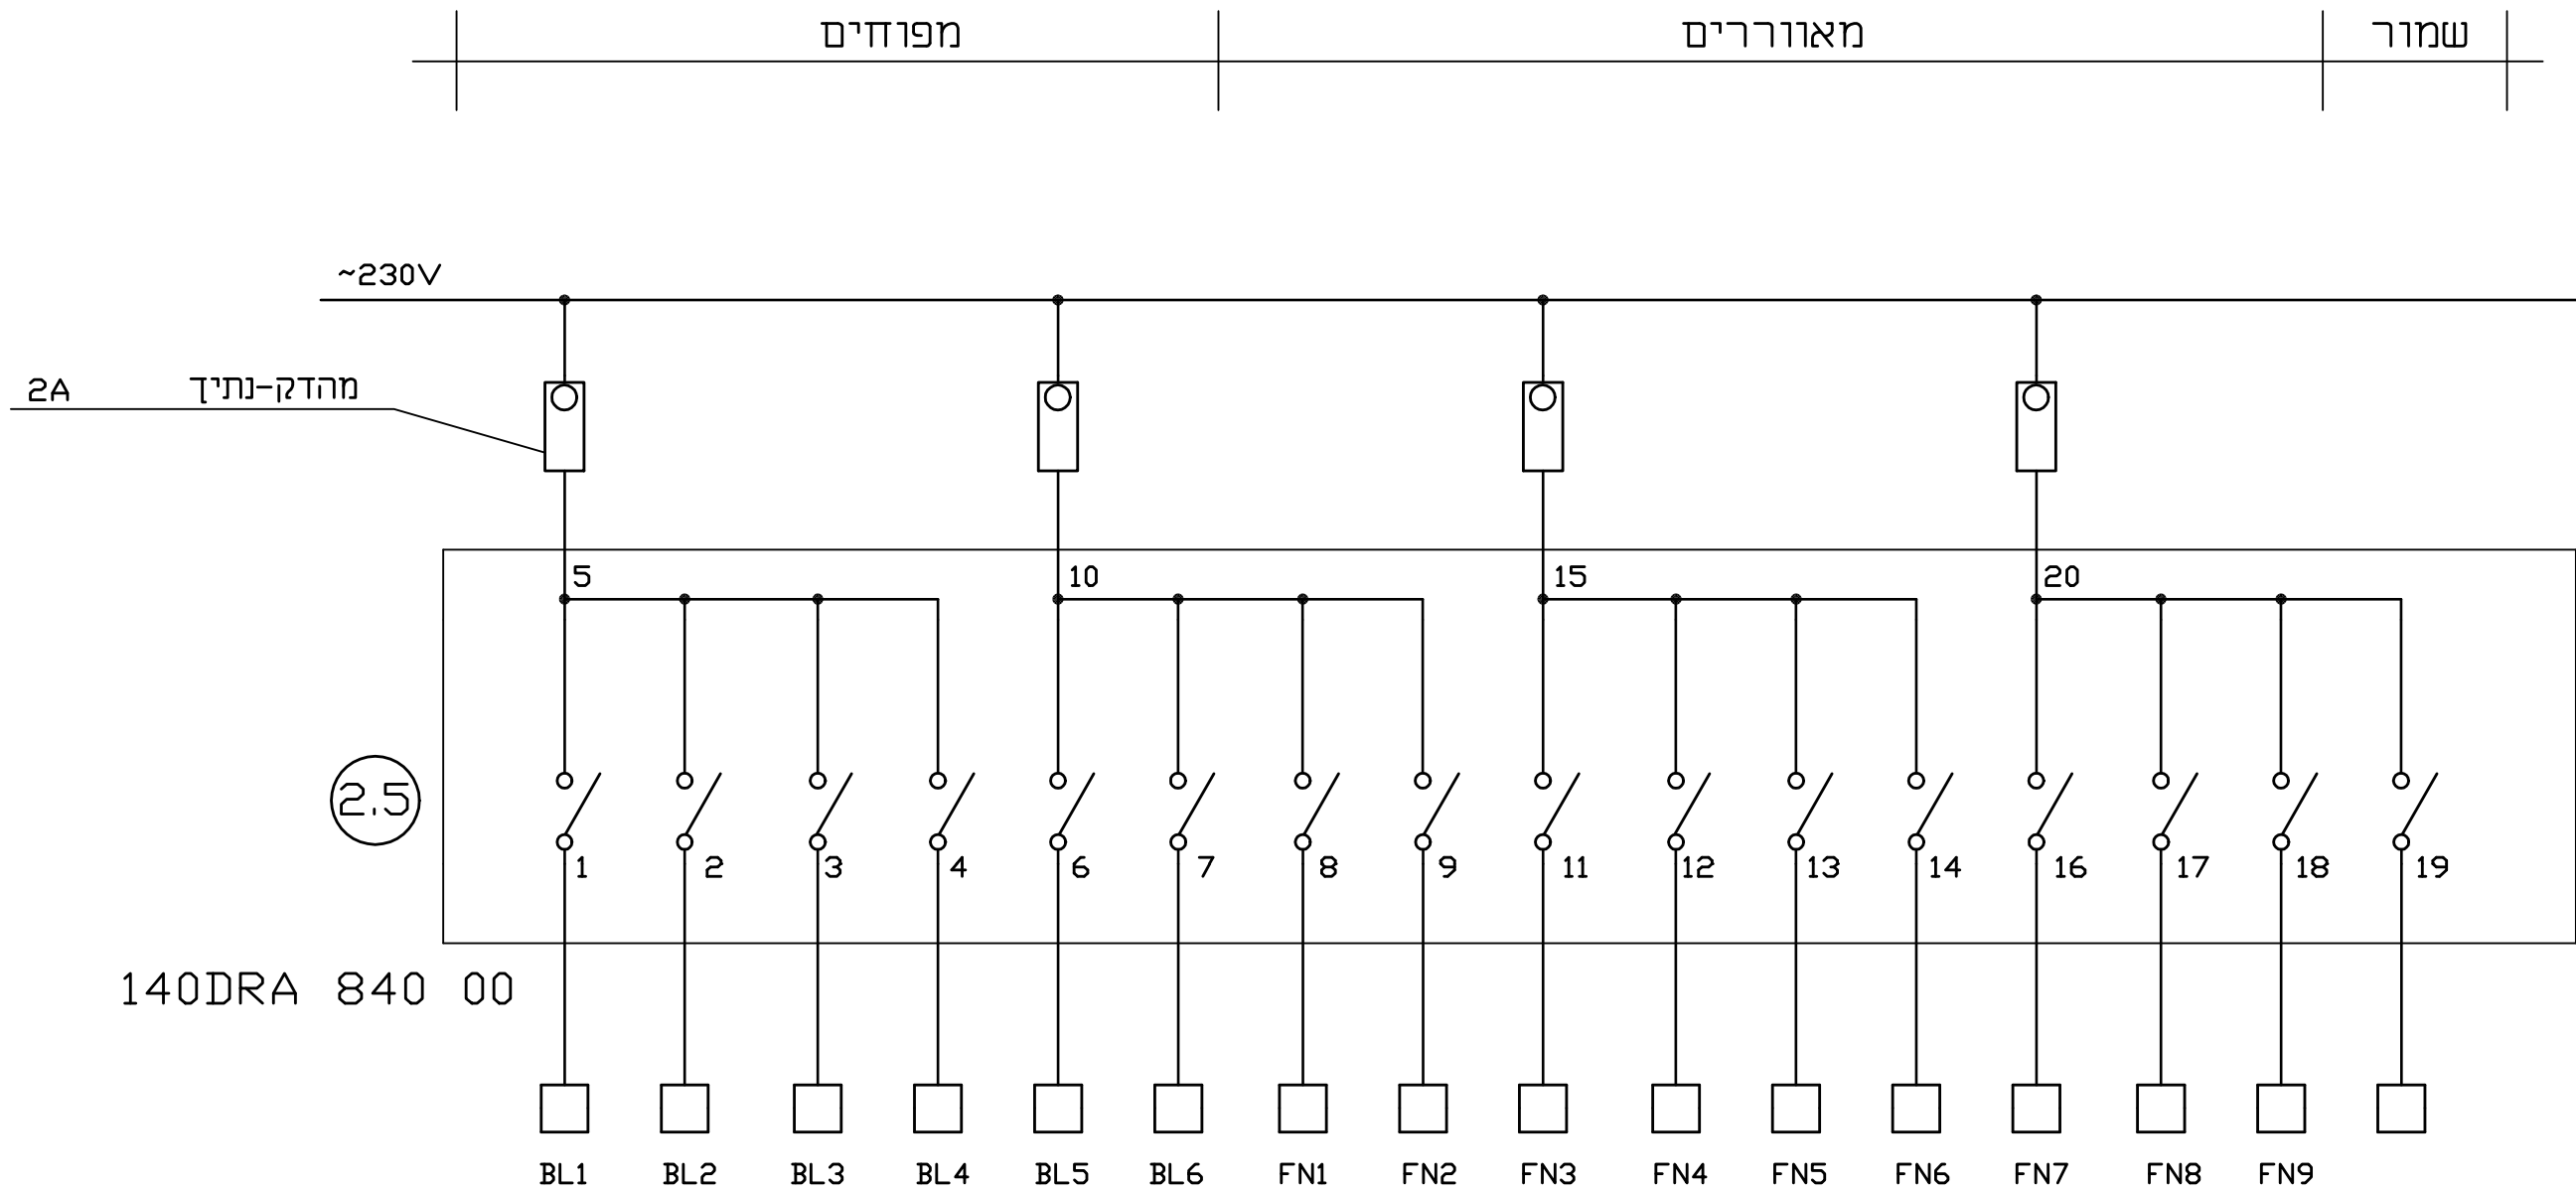 מפוחים
מאווררים
שמור
~230V
2A מהדק-נתיך
5 10 15 20
2.5
1 2 3 4 6 7 8 9 11 12 13 14 16 17 18 19
140DRA 840 00
BL1 BL2 BL3 BL4 BL5 BL6 FN1 FN2 FN3 FN4 FN5 FN6 FN7 FN8 FN9